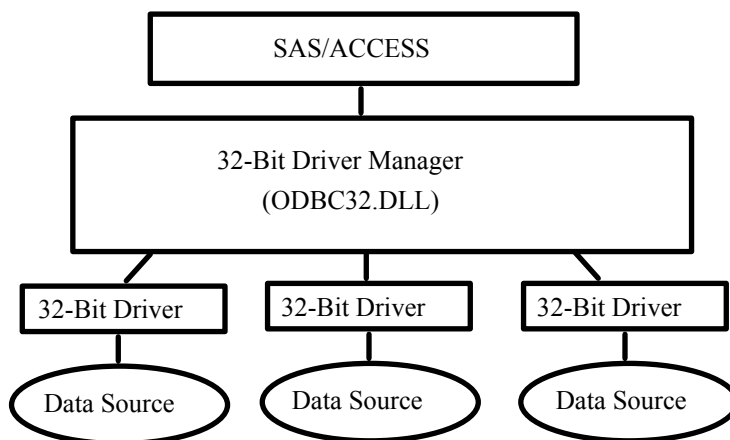 SAS/ACCESS
32-Bit Driver Manager
(ODBC32.DLL)
32-Bit Driver
32-Bit Driver
32-Bit Driver
Data Source
Data Source
Data Source